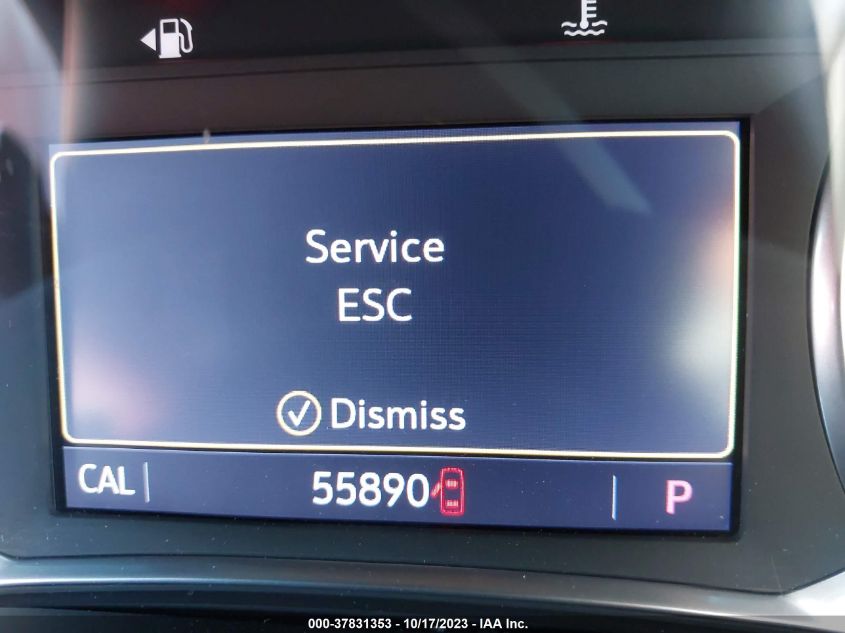 Service
ESC
Dismiss
CAL 55890 P
000-37831353 - 10/17/2023 - IAA Inc.